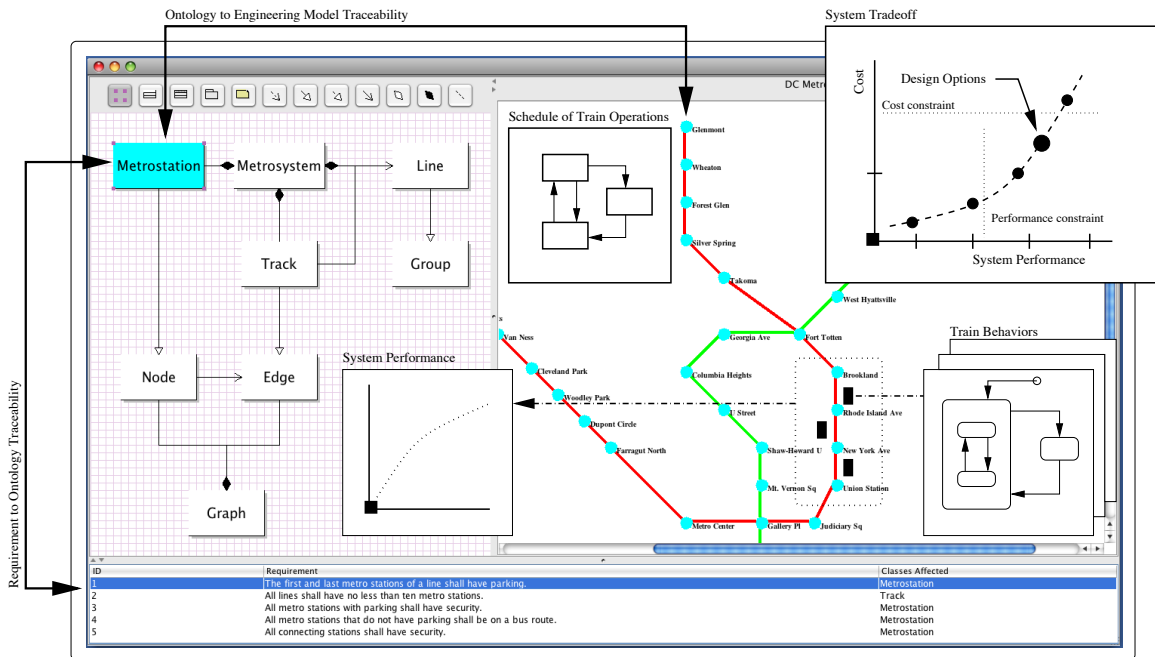 Ontology to Engineering Model Traceability
System Tradeoff
Cost
Design Options
Cost constraint
Performance constraint
System Performance
DC Metro
Schedule of Train Operations
Metrostation
Metrosystem
Line
Track
Group
Node
Edge
Graph
Requirement to Ontology Traceability
Glenmont
Wheaton
Forest Glen
Silver Spring
Takoma
West Hyattsville
Van Ness
Georgia Ave
Fort Totten
Train Behaviors
System Performance
Cleveland Park
Columbia Heights
Brookland
Woodley Park
U Street
Rhode Island Ave
Dupont Circle
Farragut North
Shaw-Howard U
New York Ave
Mt. Vernon Sq
Union Station
Metro Center
Gallery Pl
Judiciary Sq
ID Requirement Classes Affected
1 The first and last metro stations of a line shall have parking. Metrostation
2 All lines shall have no less than ten metro stations. Track
3 All metro stations with parking shall have security. Metrostation
4 All metro stations that do not have parking shall be on a bus route. Metrostation
5 All connecting stations shall have security. Metrostation